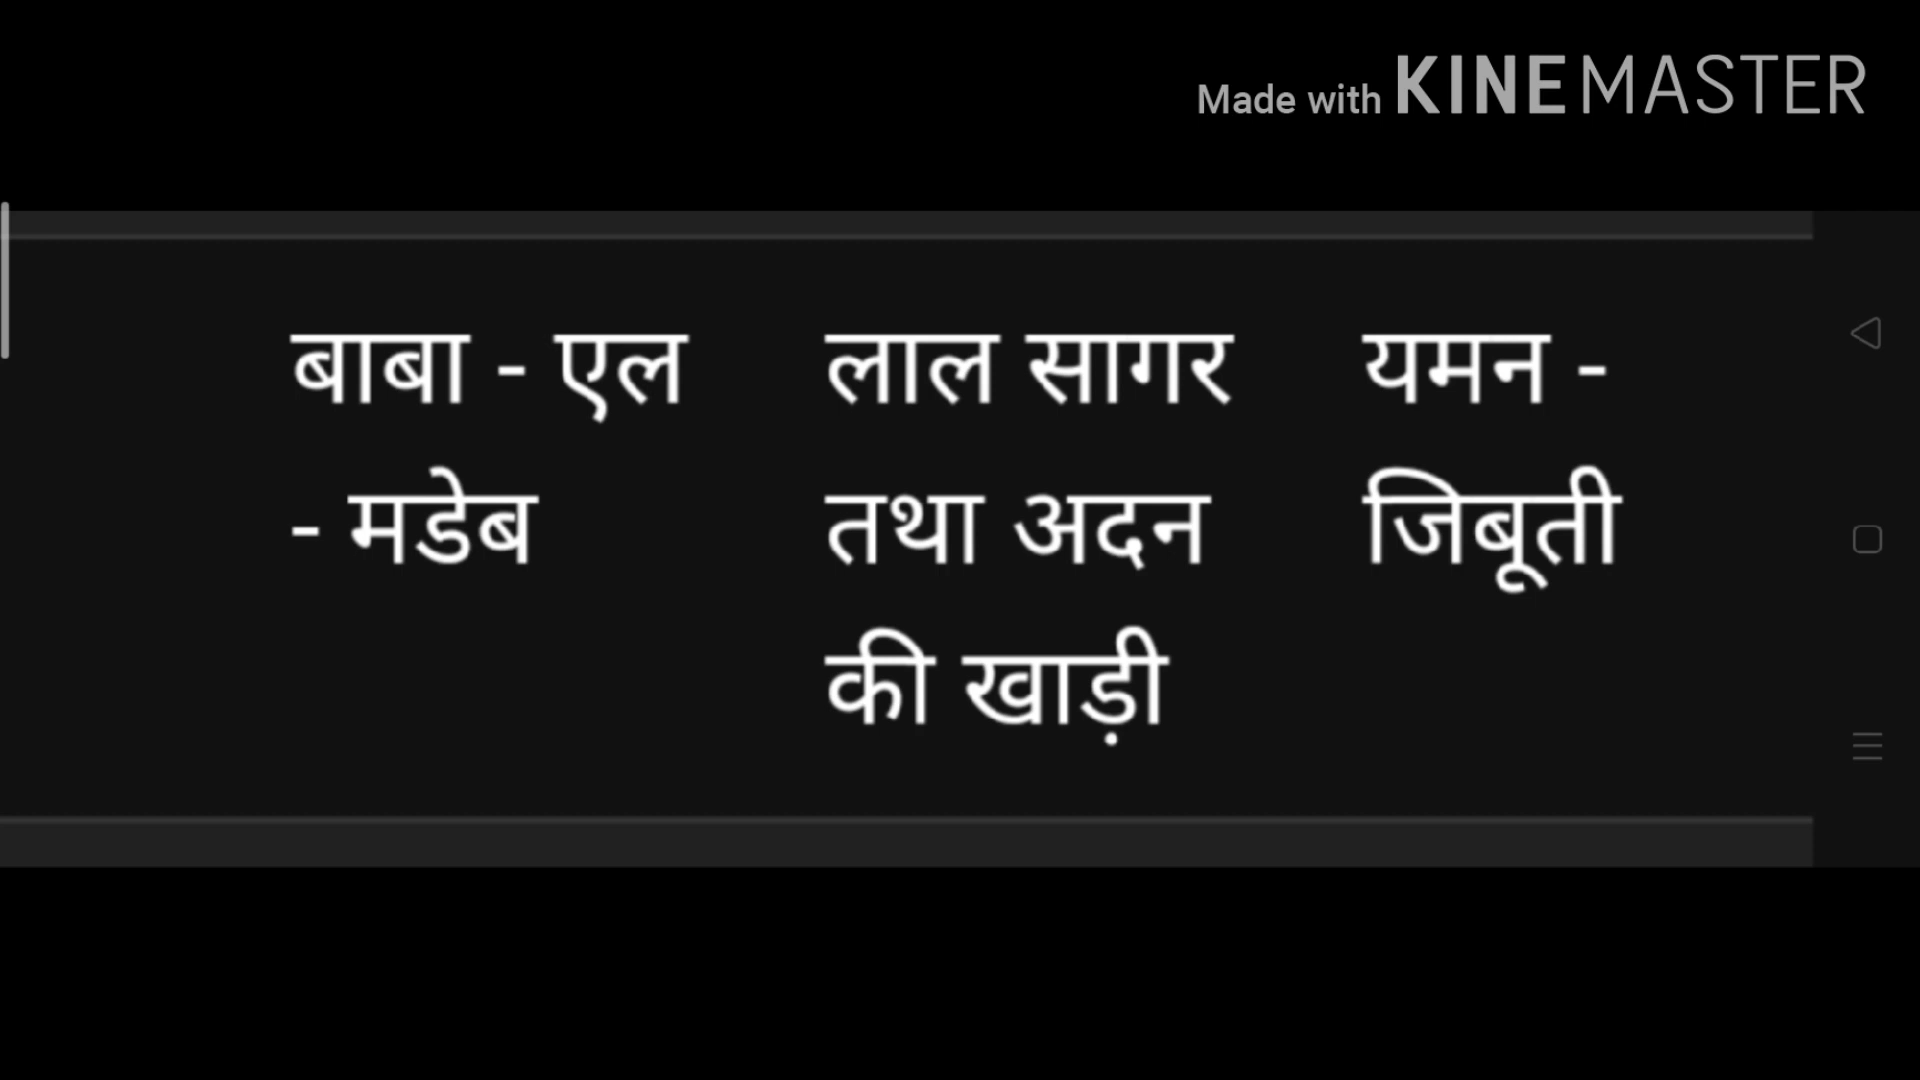 Made with KINEMASTER
बाबा - एल लाल सागर यमन -
- मडेब तथा अदन जिबूती
की खाड़ी